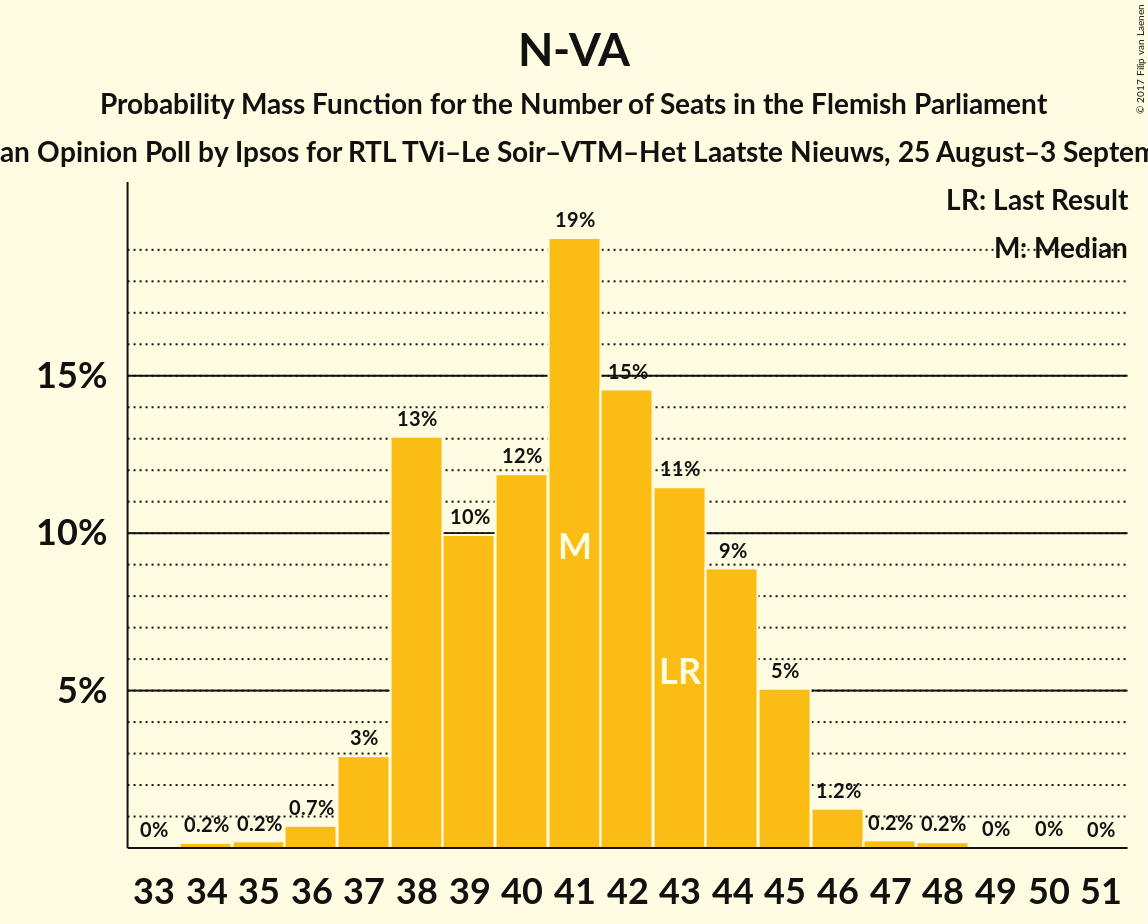 N-VA
Probability Mass Function for the Number of Seats in the Flemish Parliament
an Opinion Poll by Ipsos for RTL TVi–Le Soir–VTM–Het Laatste Nieuws, 25 August–3 Septem
© 2017 Filip van Laenen
LR: Last Result
M: Median
15%
10%
5%
0% 0.2% 0.2% 0.7% 3% 13% 10% 12% 19% 15% 11% 9% 5% 1.2% 0.2% 0.2% 0% 0% 0%
M
LR
33 34 35 36 37 38 39 40 41 42 43 44 45 46 47 48 49 50 51